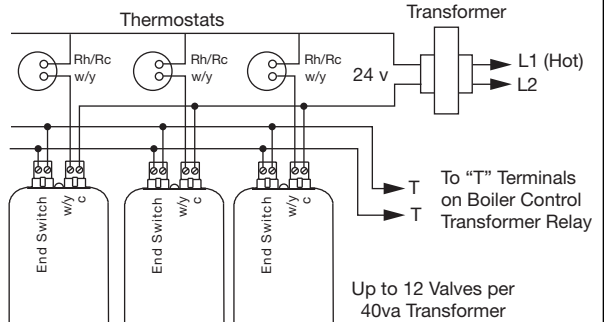 Thermostats
Transformer
Rh/Rc
w/y
Rh/Rc
w/y
Rh/Rc
w/y
24 v
L1 (Hot)
L2
T
T
To “T” Terminals
on Boiler Control
Transformer Relay
End Switch
w/y
c
End Switch
w/y
c
End Switch
w/y
c
Up to 12 Valves per
40va Transformer